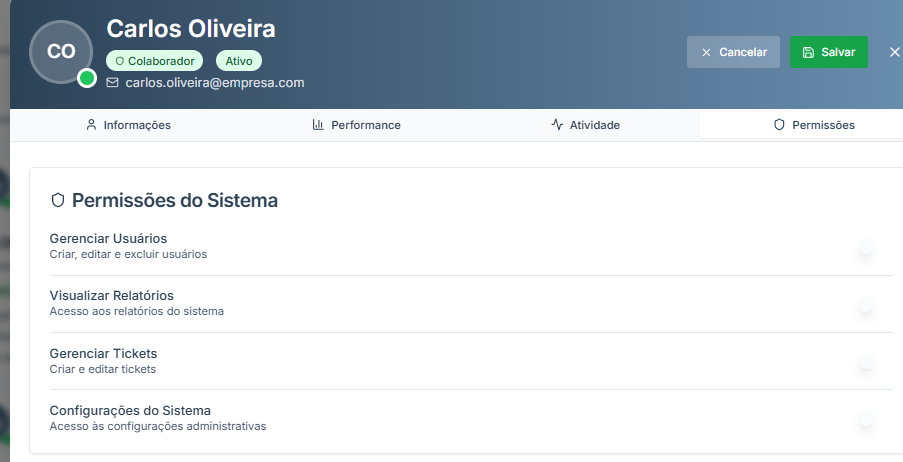 CO
Carlos Oliveira
Colaborador
Ativo
carlos.oliveira@empresa.com
Cancelar
Salvar
Informações
Performance
Atividade
Permissões
Permissões do Sistema
Gerenciar Usuários
Criar, editar e excluir usuários
Visualizar Relatórios
Acesso aos relatórios do sistema
Gerenciar Tickets
Criar e editar tickets
Configurações do Sistema
Acesso às configurações administrativas